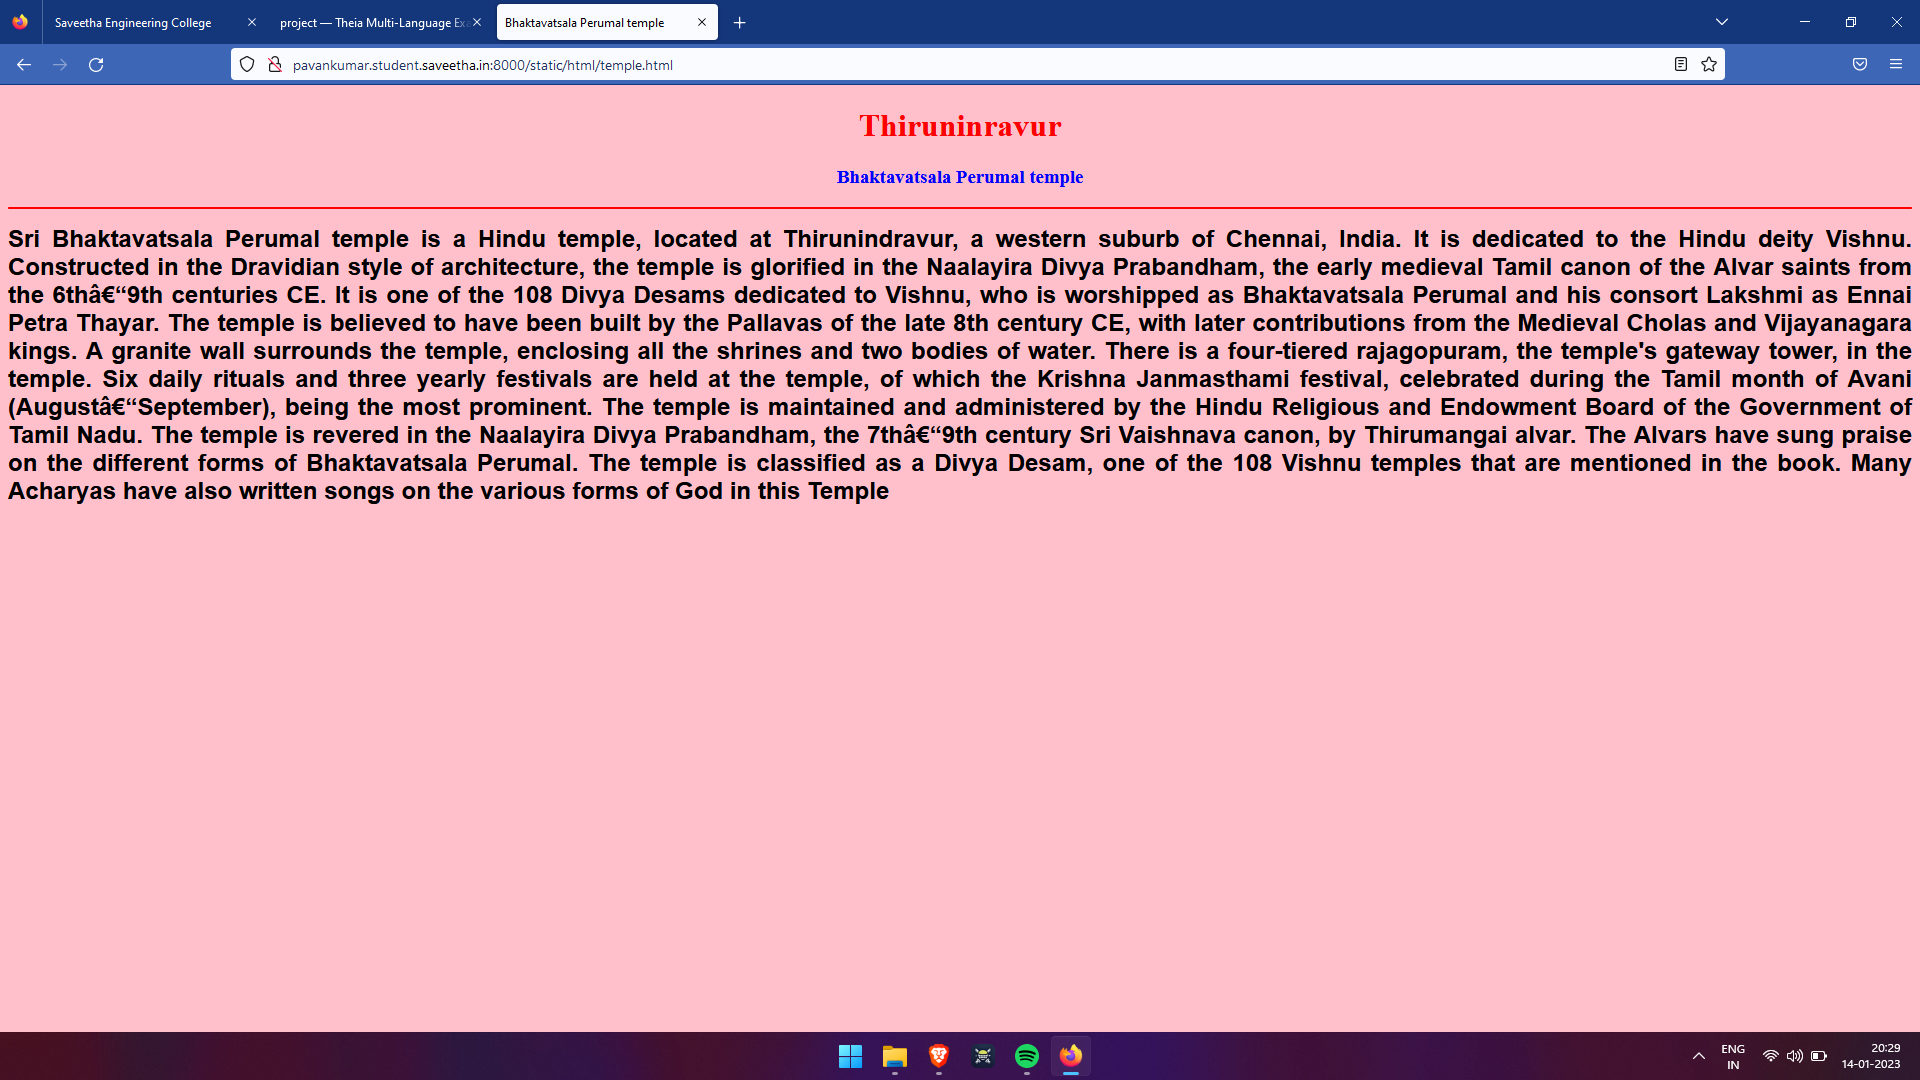 Saveetha Engineering College
project — Theia Multi-Language Exa
Bhaktavatsala Perumal temple
pavankumar.student.saveetha.in:8000/static/html/temple.html
Thiruninravur
Bhaktavatsala Perumal temple
Sri Bhaktavatsala Perumal temple is a Hindu temple, located at Thirunindravur, a western suburb of Chennai, India. It is dedicated to the Hindu deity Vishnu.
Constructed in the Dravidian style of architecture, the temple is glorified in the Naalayira Divya Prabandham, the early medieval Tamil canon of the Alvar saints from
the 6thâ€“9th centuries CE. It is one of the 108 Divya Desams dedicated to Vishnu, who is worshipped as Bhaktavatsala Perumal and his consort Lakshmi as Ennai
Petra Thayar. The temple is believed to have been built by the Pallavas of the late 8th century CE, with later contributions from the Medieval Cholas and Vijayanagara
kings. A granite wall surrounds the temple, enclosing all the shrines and two bodies of water. There is a four-tiered rajagopuram, the temple's gateway tower, in the
temple. Six daily rituals and three yearly festivals are held at the temple, of which the Krishna Janmasthami festival, celebrated during the Tamil month of Avani
(Augustâ€“September), being the most prominent. The temple is maintained and administered by the Hindu Religious and Endowment Board of the Government of
Tamil Nadu. The temple is revered in the Naalayira Divya Prabandham, the 7thâ€“9th century Sri Vaishnava canon, by Thirumangai alvar. The Alvars have sung praise
on the different forms of Bhaktavatsala Perumal. The temple is classified as a Divya Desam, one of the 108 Vishnu temples that are mentioned in the book. Many
Acharyas have also written songs on the various forms of God in this Temple
ENG
IN
20:29
14-01-2023